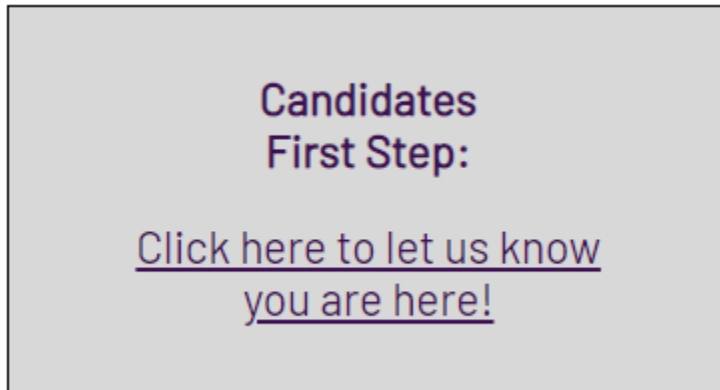 Candidates
First Step:
Click here to let us know
you are here!